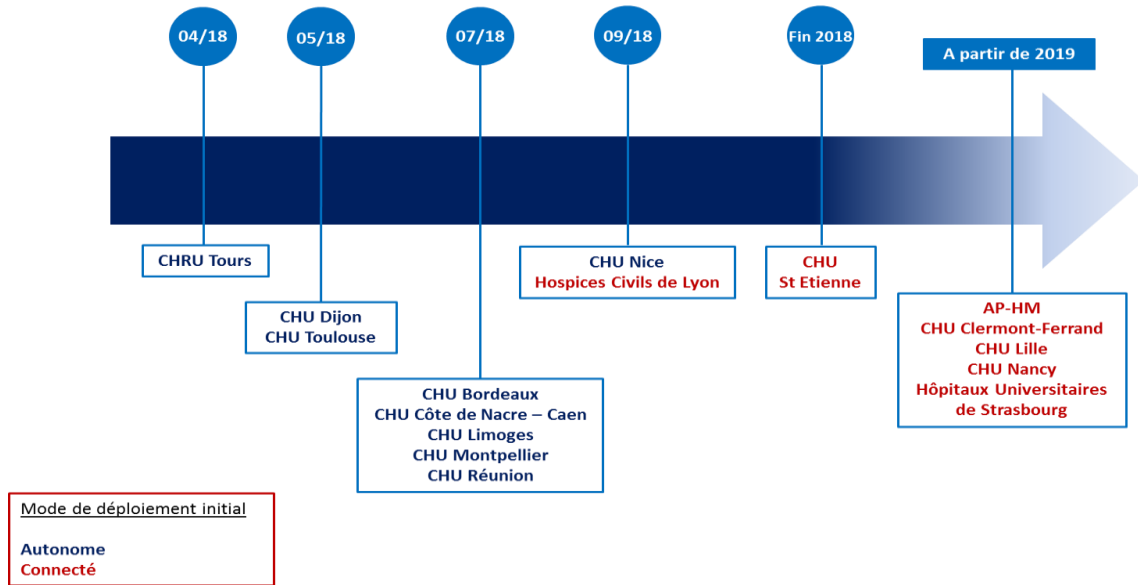 04/18
05/18
07/18
09/18
Fin 2018
A partir de 2019
CHRU Tours
CHU Dijon
CHU Toulouse
CHU Bordeaux
CHU Côte de Nacre – Caen
CHU Limoges
CHU Montpellier
CHU Réunion
CHU Nice
Hospices Civils de Lyon
CHU
St Etienne
AP-HM
CHU Clermont-Ferrand
CHU Lille
CHU Nancy
Hôpitaux Universitaires
de Strasbourg
Mode de déploiement initial
Autonome
Connecté